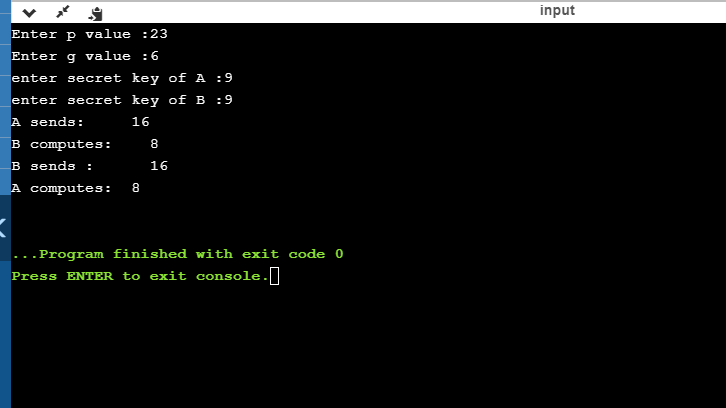 input
Enter p value :23
Enter g value :6
enter secret key of A :9
enter secret key of B :9
A sends:     16
B computes:    8
B sends :      16
A computes:  8
...Program finished with exit code 0
Press ENTER to exit console.